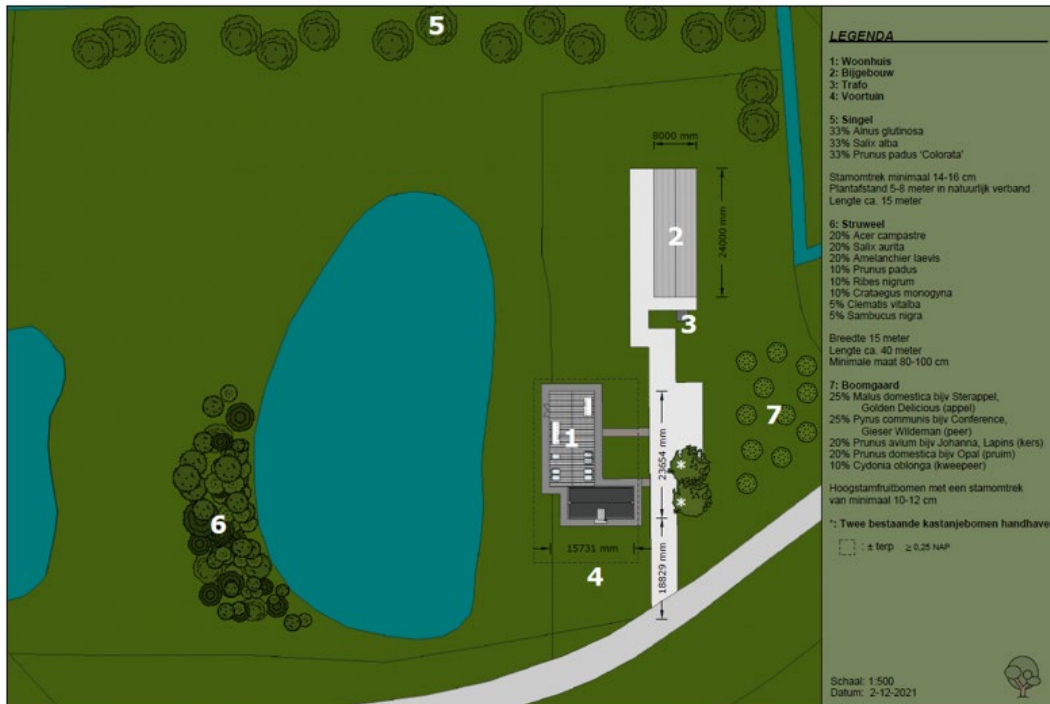 5
8000 mm
24000 mm
2
3
1
7
23654 mm
*
*
6
15731 mm
4
18829 mm
LEGENDA
1: Woonhuis
2: Bijgebouw
3: Trafo
4: Voortuin
5: Singel
33% Alnus glutinosa
33% Salix alba
33% Prunus padus 'Colorata'
Stamomtrek minimaal 14-16 cm
Plantafstand 5-8 meter in natuurlijk verband
Lengte ca. 15 meter
6: Struweel
20% Acer campastre
20% Salix aurita
20% Amelanchier laevis
10% Prunus padus
10% Ribes nigrum
10% Crataegus monogyna
5% Clematis vitalba
5% Sambucus nigra
Breedte 15 meter
Lengte ca. 40 meter
Minimale maat 80-100 cm
7: Boomgaard
25% Malus domestica bijv Sterappel,
Golden Delicious (appel)
25% Pyrus communis bijv Conference,
Gieser Wildeman (peer)
20% Prunus avium bijv Johanna, Lapins (kers)
20% Prunus domestica bijv Opal (pruim)
10% Cydonia oblonga (kweepeer)
Hoogstamfruitbomen met een stamomtrek
van minimaal 10-12 cm
*: Twee bestaande kastanjebomen handhave
: ± terp ≥ 0,25 NAP
Schaal: 1:500
Datum: 2-12-2021